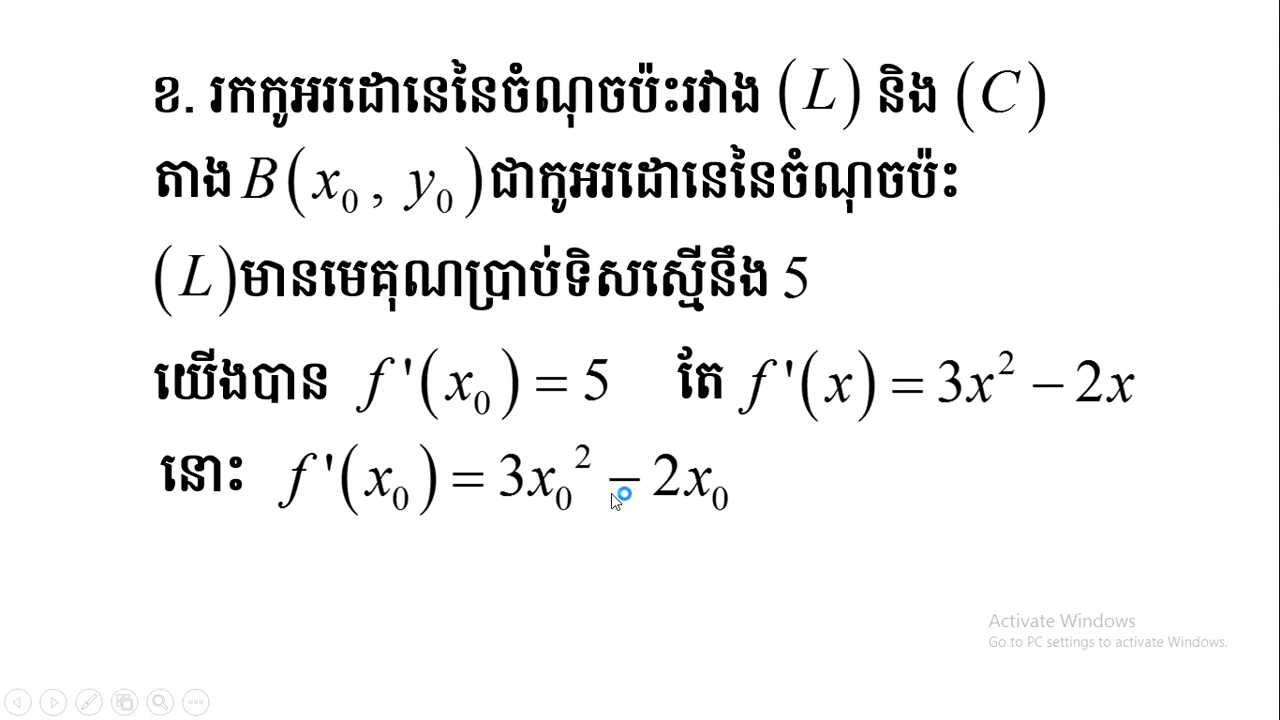 ខ. រកកូអរដោនេនៃចំណុចប៉ះរវាង (L) និង (C)
តាង B(x₀, y₀) ជាកូអរដោនេនៃចំណុចប៉ះ
(L) មានមេគុណប្រាប់ទិសស្មើនឹង 5
យើងបាន f'(x₀) = 5 តែ f'(x) = 3x² − 2x
នោះ f'(x₀) = 3x₀² − 2x₀
Activate Windows
Go to PC settings to activate Windows.